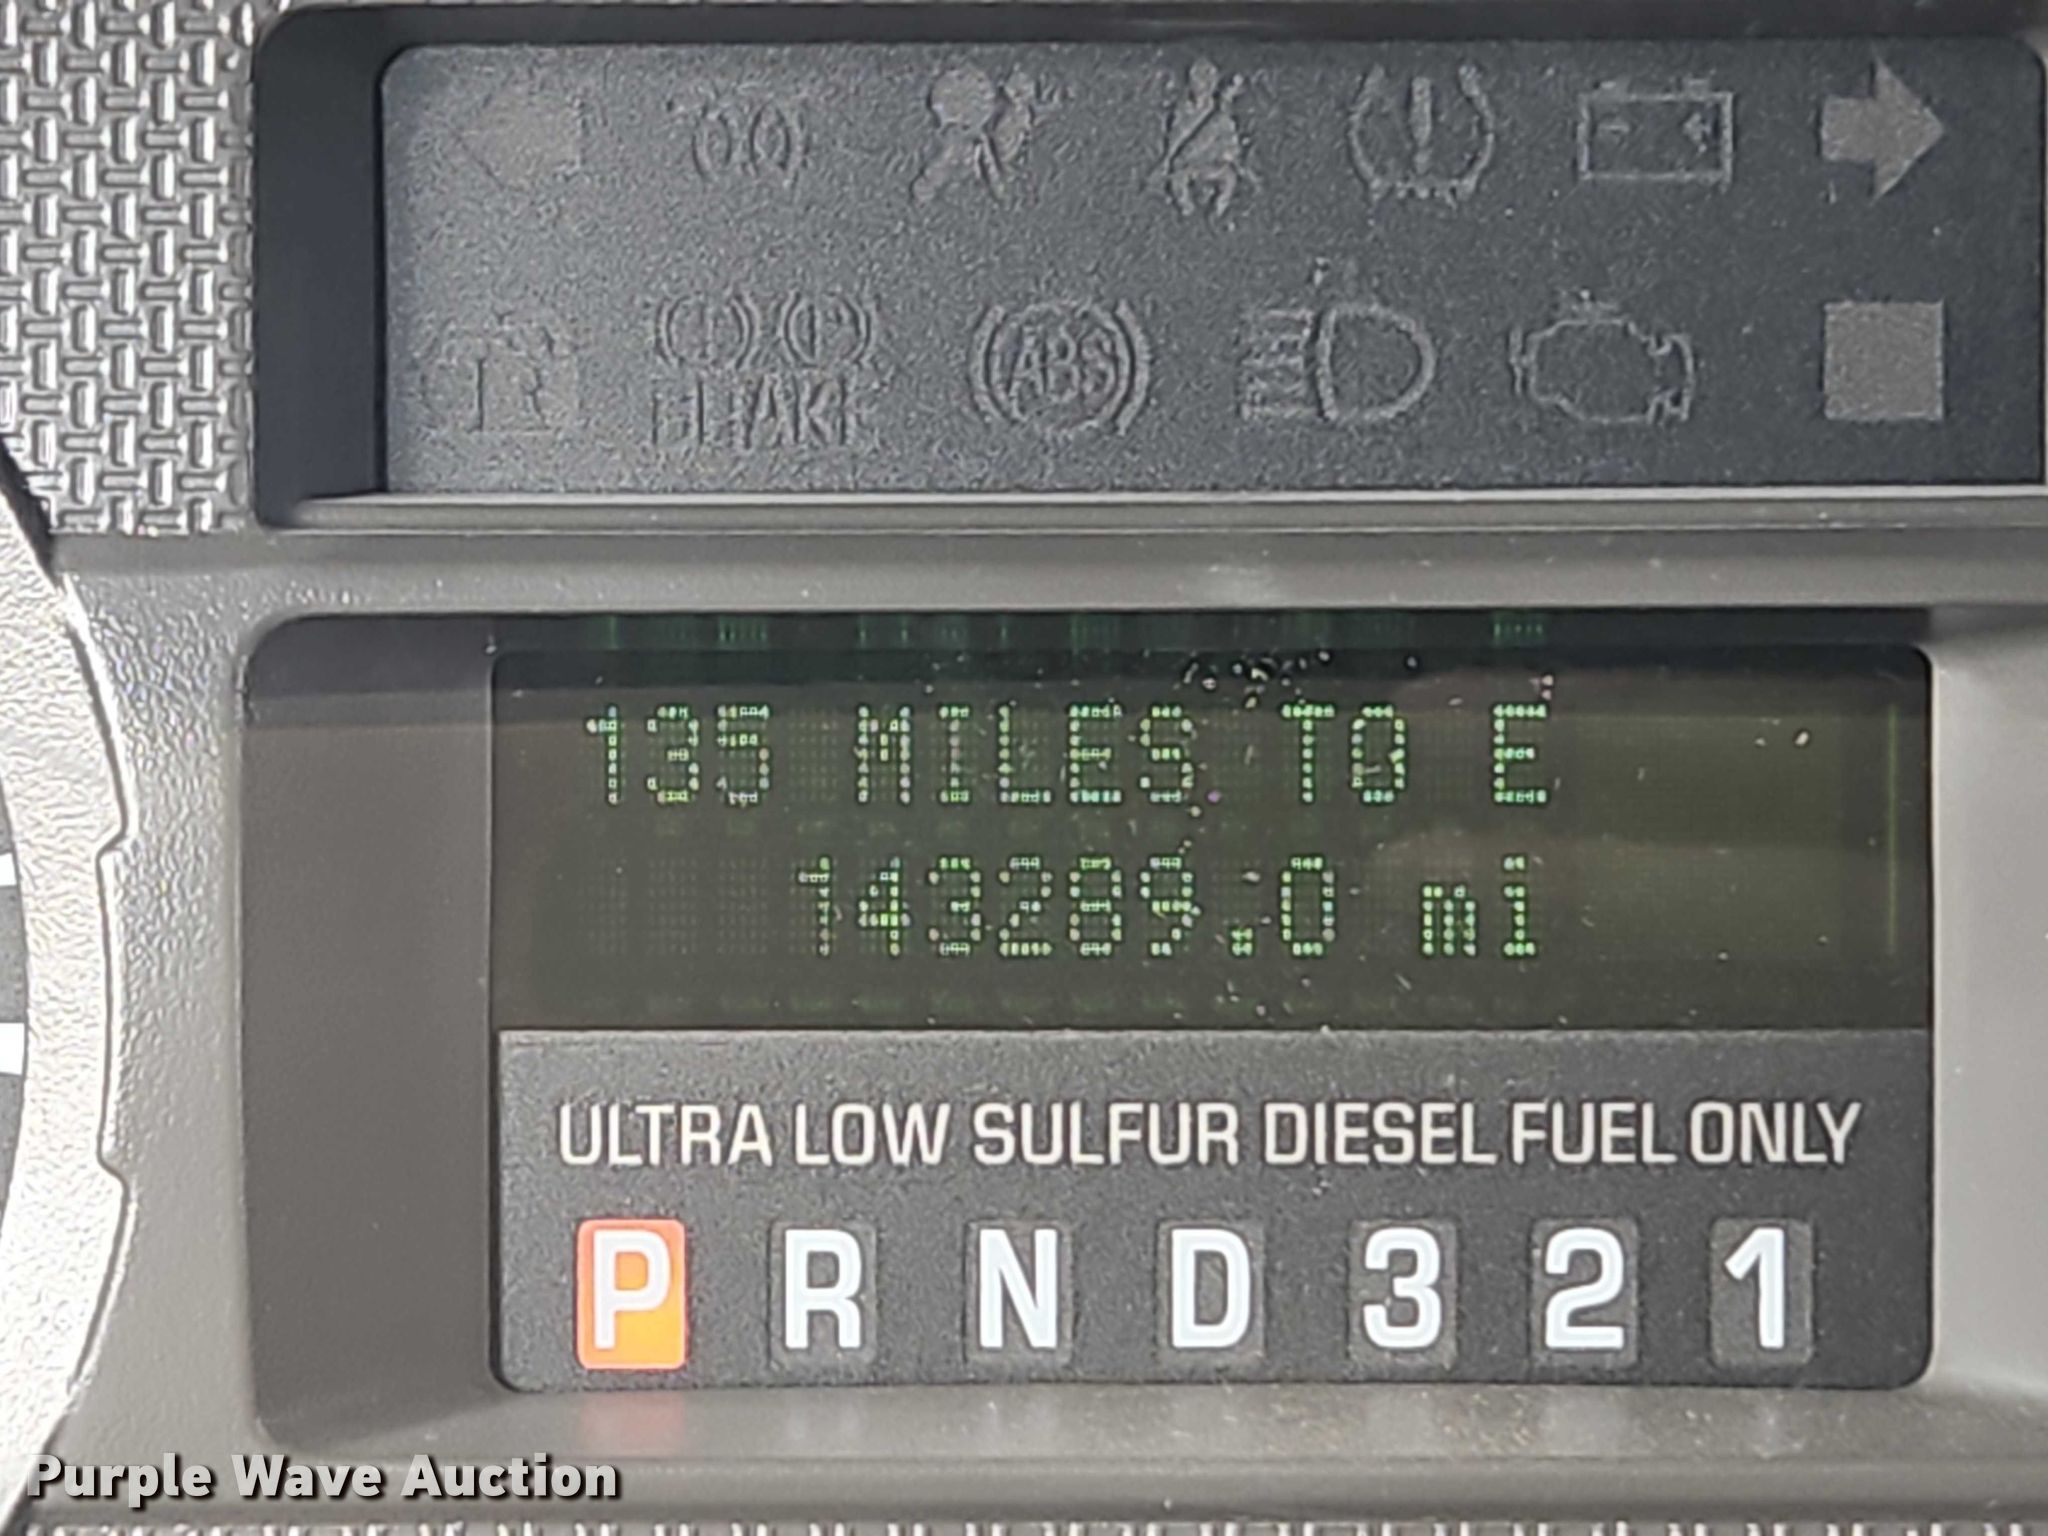 BRAKE
ABS
135 MILES TO E
143289.0 mi
ULTRA LOW SULFUR DIESEL FUEL ONLY
P R N D 3 2 1
Purple Wave Auction